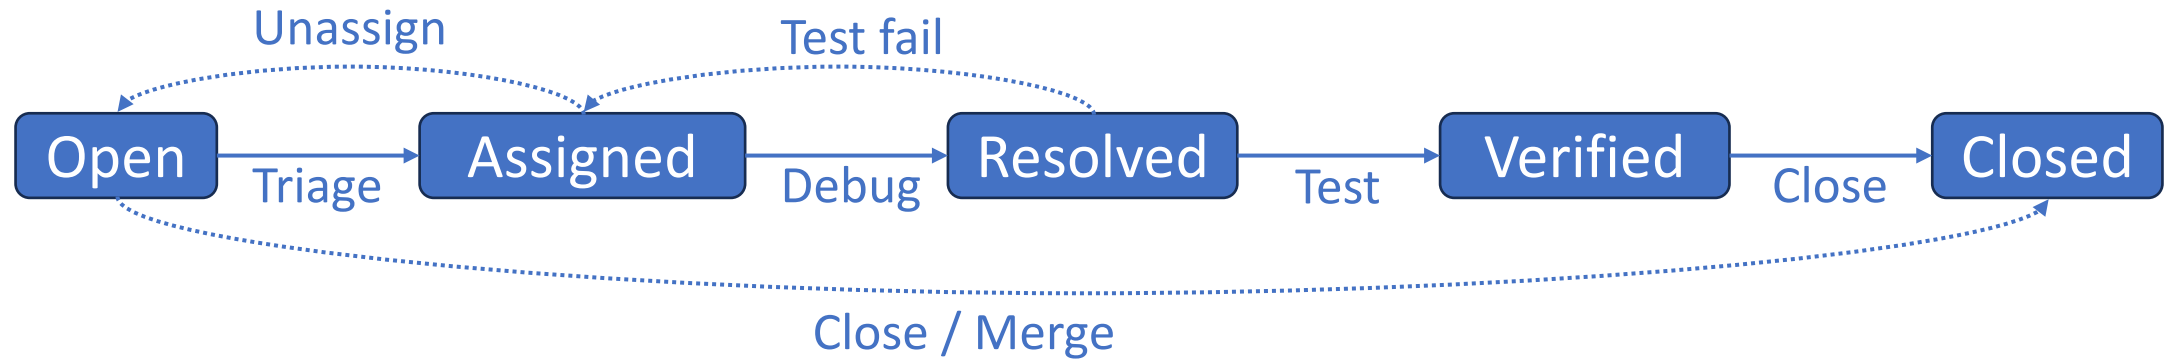 Unassign
Test fail
Open
Assigned
Resolved
Verified
Closed
Triage
Debug
Test
Close
Close / Merge